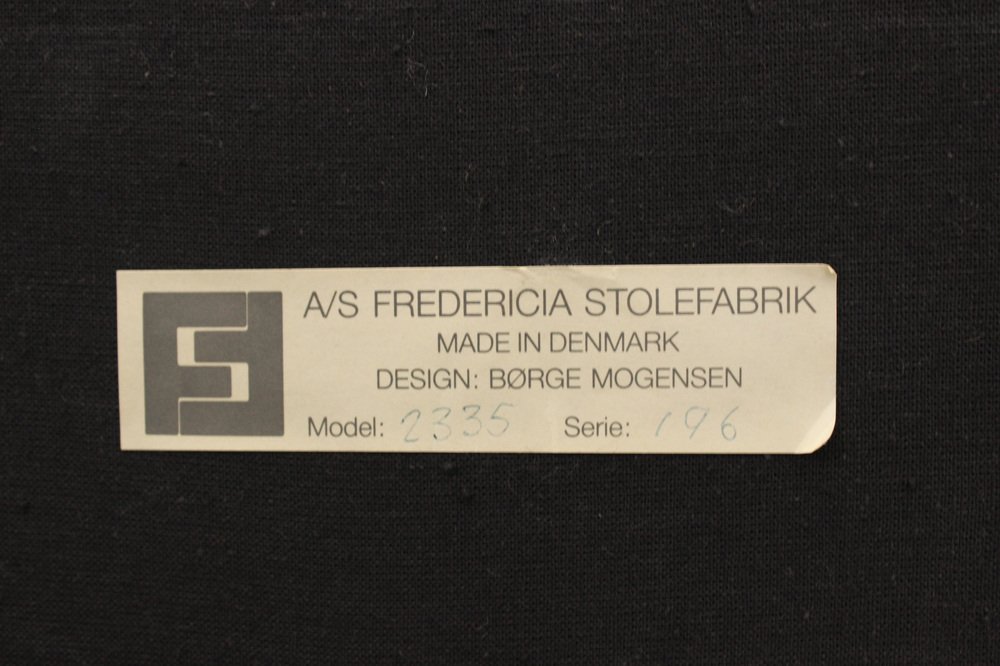 A/S FREDERICIA STOLEFABRIK
MADE IN DENMARK
DESIGN: BØRGE MOGENSEN
Model: 2335 Serie: 196